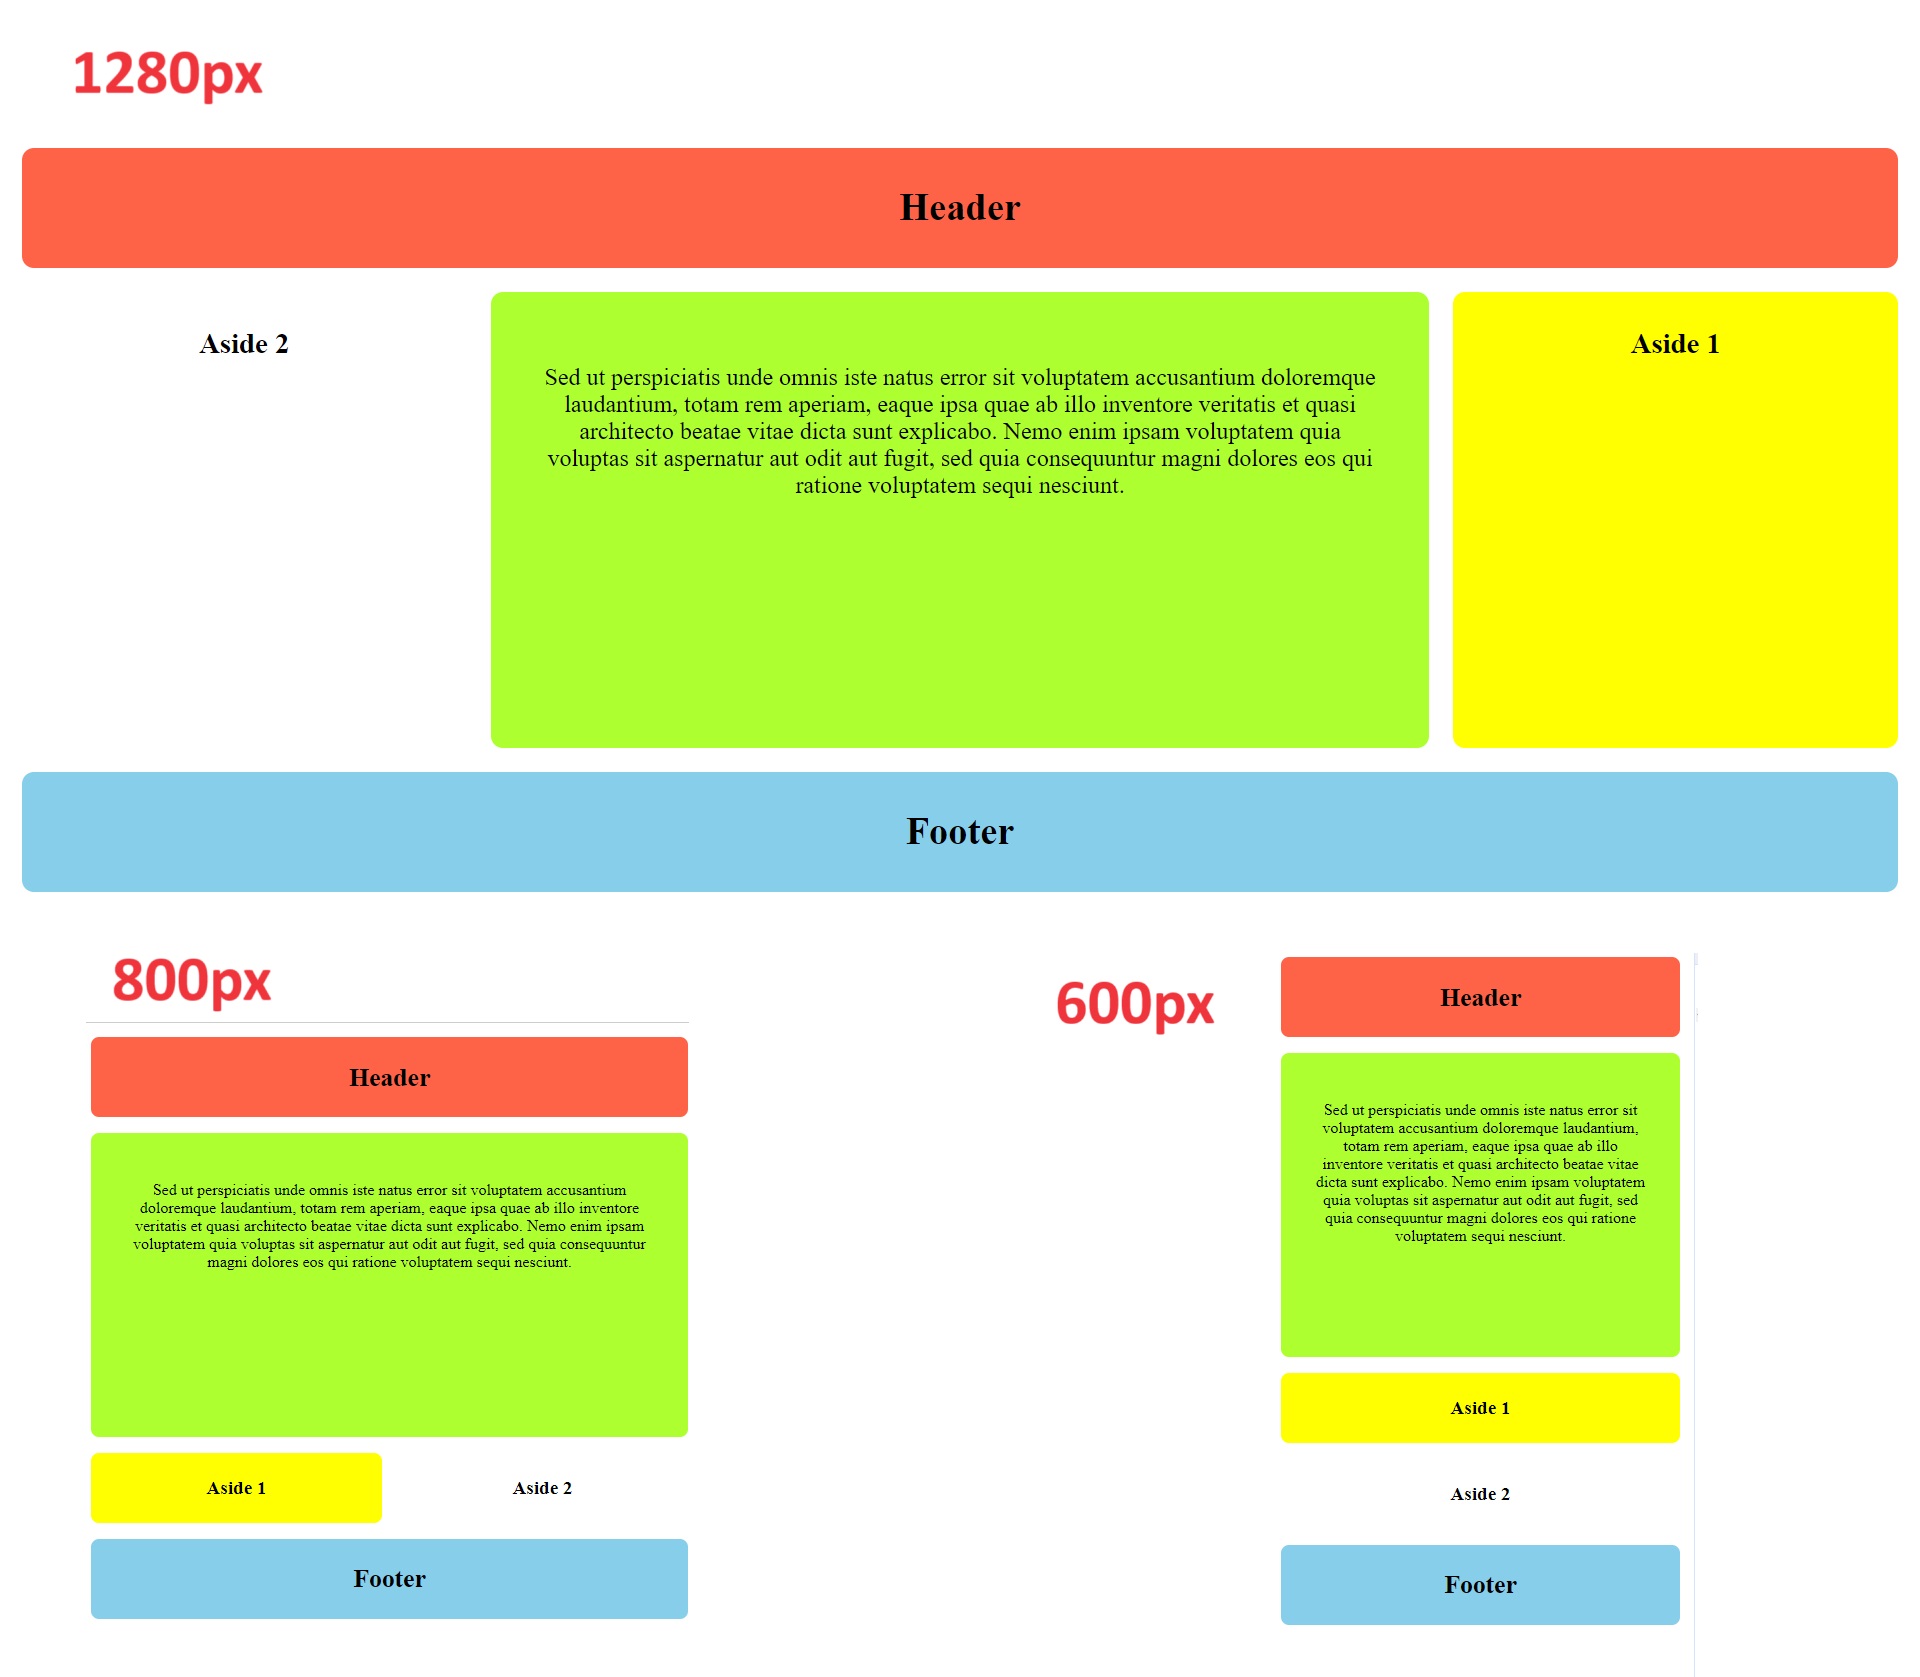 1280px
Header
Aside 2
Sed ut perspiciatis unde omnis iste natus error sit voluptatem accusantium doloremque
laudantium, totam rem aperiam, eaque ipsa quae ab illo inventore veritatis et quasi
architecto beatae vitae dicta sunt explicabo. Nemo enim ipsam voluptatem quia
voluptas sit aspernatur aut odit aut fugit, sed quia consequuntur magni dolores eos qui
ratione voluptatem sequi nesciunt.
Aside 1
Footer
800px
Header
Sed ut perspiciatis unde omnis iste natus error sit voluptatem accusantium
doloremque laudantium, totam rem aperiam, eaque ipsa quae ab illo inventore
veritatis et quasi architecto beatae vitae dicta sunt explicabo. Nemo enim ipsam
voluptatem quia voluptas sit aspernatur aut odit aut fugit, sed quia consequuntur
magni dolores eos qui ratione voluptatem sequi nesciunt.
Aside 1
Aside 2
Footer
600px
Header
Sed ut perspiciatis unde omnis iste natus error sit
voluptatem accusantium doloremque laudantium,
totam rem aperiam, eaque ipsa quae ab illo
inventore veritatis et quasi architecto beatae vitae
dicta sunt explicabo. Nemo enim ipsam voluptatem
quia voluptas sit aspernatur aut odit aut fugit, sed
quia consequuntur magni dolores eos qui ratione
voluptatem sequi nesciunt.
Aside 1
Aside 2
Footer